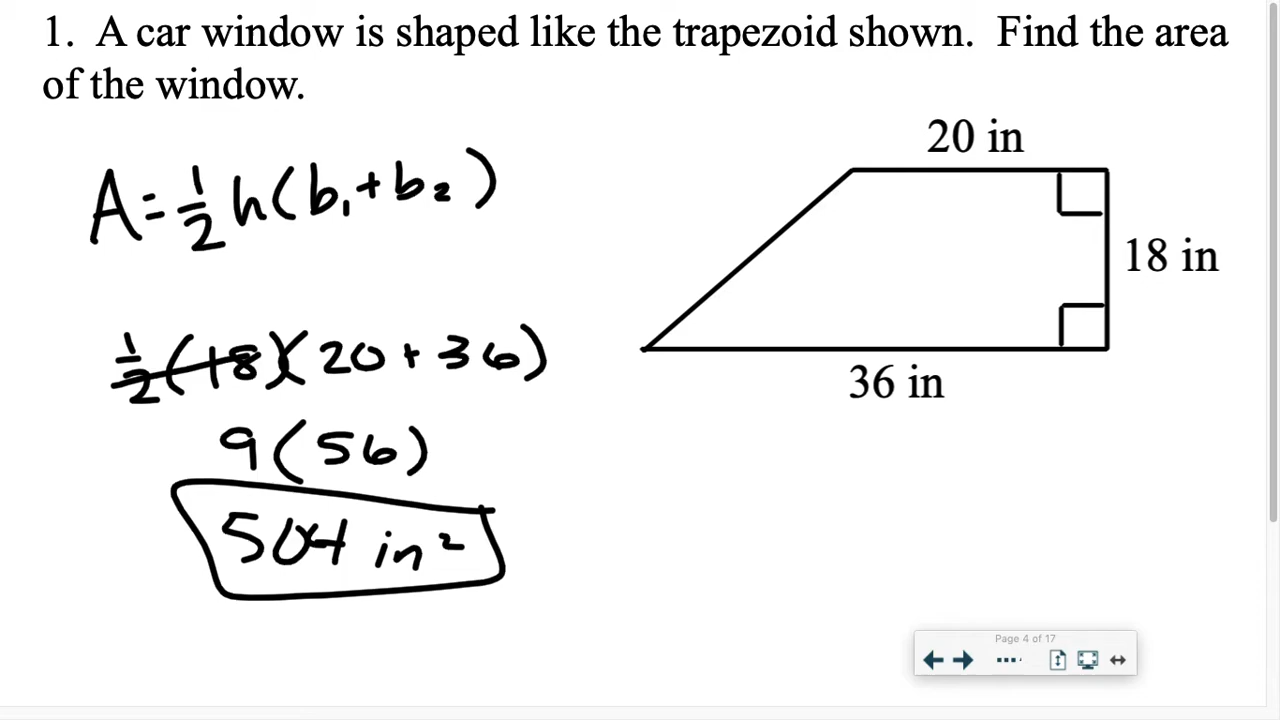 1. A car window is shaped like the trapezoid shown. Find the area
of the window.
20 in
A=½h(b₁+b₂)
18 in
½(18)(20+36)
36 in
9(56)
504 in²
Page 4 of 17